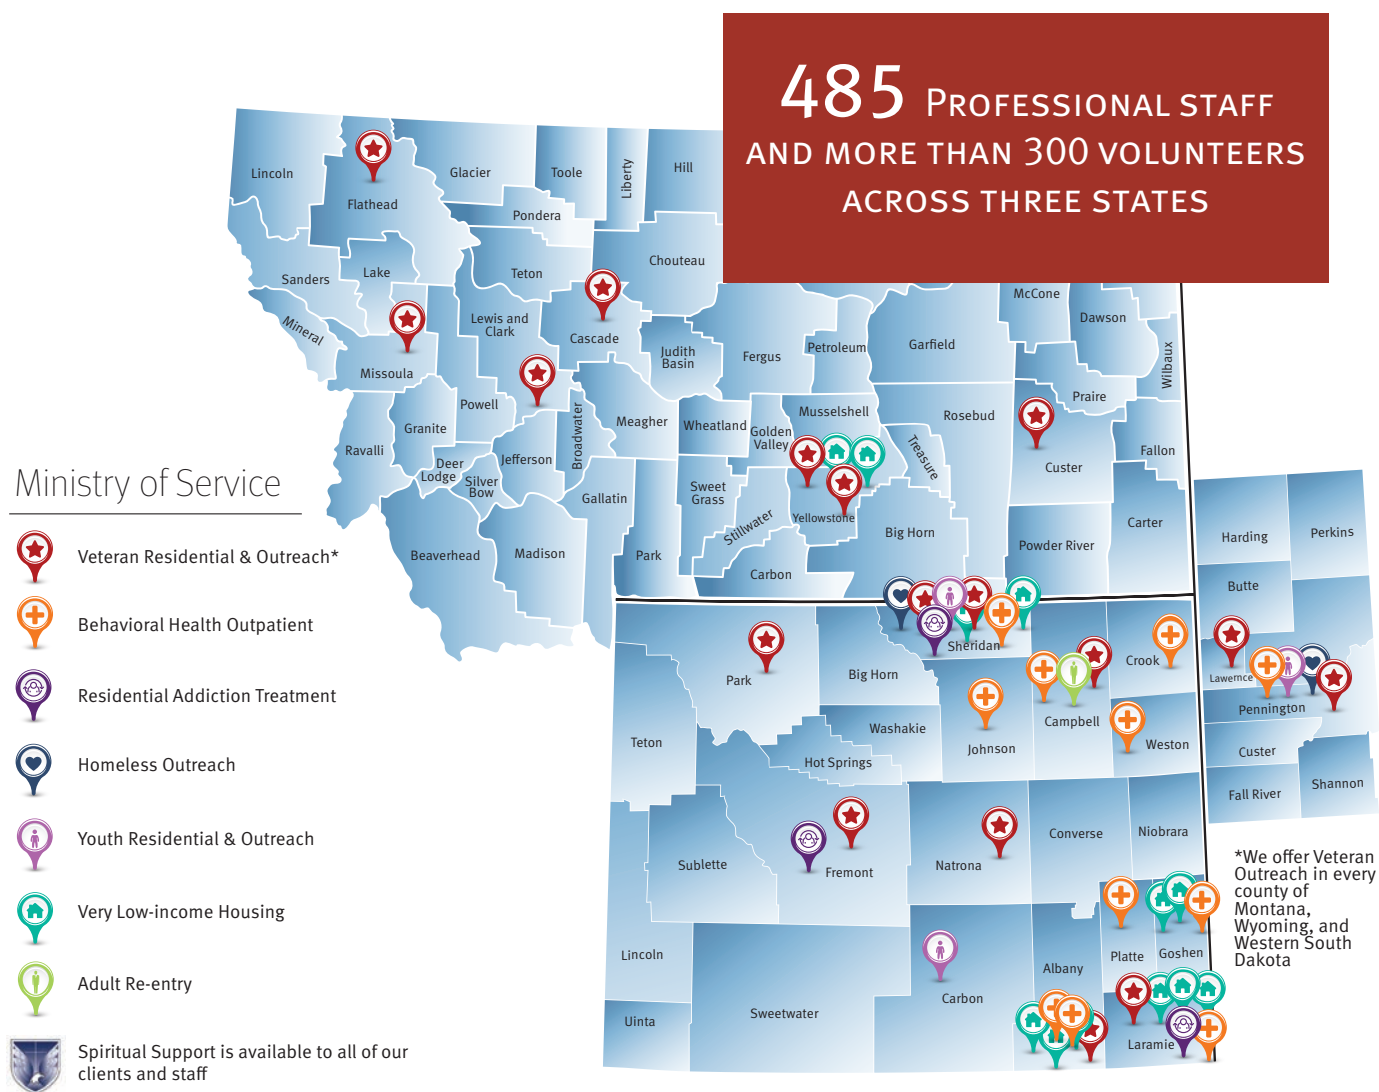 485 Professional staff
and more than 300 volunteers
across three states
Lincoln
Flathead
Glacier
Toole
Liberty
Hill
Pondera
Chouteau
Teton
Lake
Sanders
Mineral
Missoula
Lewis and
Clark
Cascade
Judith
Basin
Fergus
Petroleum
Garfield
McCone
Dawson
Wilbaux
Praire
Powell
Granite
Ravalli
Deer
Lodge
Silver
Bow
Jefferson
Broadwater
Meagher
Wheatland
Golden
Valley
Musselshell
Rosebud
Treasure
Custer
Fallon
Carter
Powder River
Big Horn
Yellowstone
Stillwater
Sweet
Grass
Carbon
Park
Gallatin
Madison
Beaverhead
Ministry of Service
Veteran Residential & Outreach*
Behavioral Health Outpatient
Residential Addiction Treatment
Homeless Outreach
Youth Residential & Outreach
Very Low-income Housing
Adult Re-entry
Spiritual Support is available to all of our
clients and staff
Park
Big Horn
Sheridan
Campbell
Crook
Weston
Johnson
Washakie
Hot Springs
Teton
Sublette
Fremont
Natrona
Converse
Niobrara
Lincoln
Uinta
Sweetwater
Carbon
Albany
Platte
Goshen
Laramie
Harding
Perkins
Butte
Lawemce
Pennington
Custer
Fall River
Shannon
*We offer Veteran
Outreach in every
county of
Montana,
Wyoming, and
Western South
Dakota